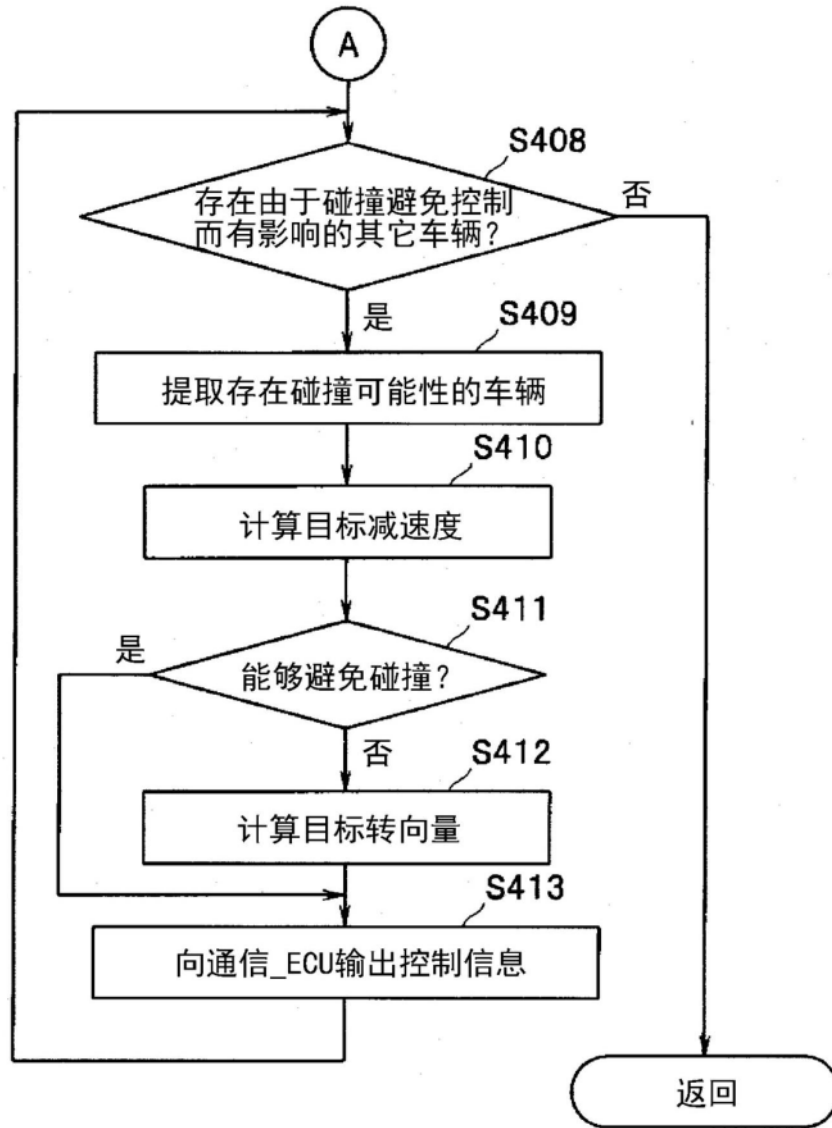 A
S408
存在由于碰撞避免控制
而有影响的其它车辆?
否
是
S409
提取存在碰撞可能性的车辆
S410
计算目标减速度
S411
是
能够避免碰撞?
否
S412
计算目标转向量
S413
向通信_ECU输出控制信息
返回